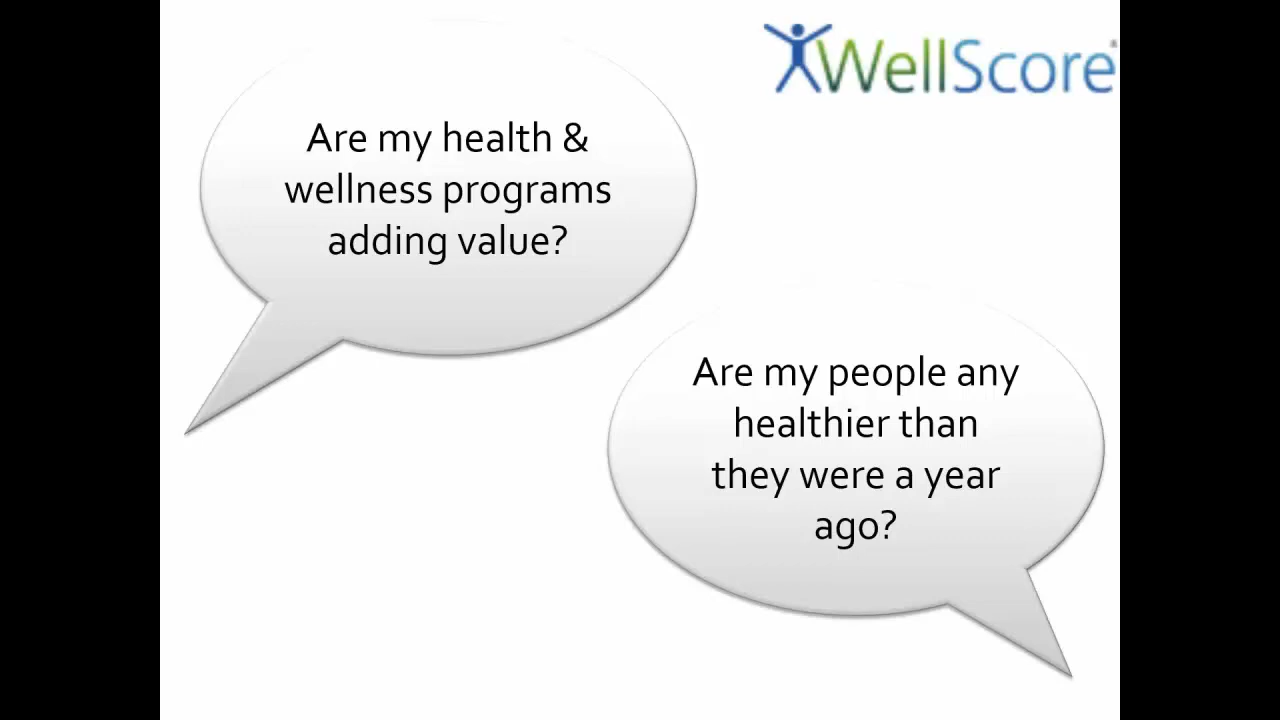 WellScore®
Are my health &
wellness programs
adding value?
Are my people any
healthier than
they were a year
ago?